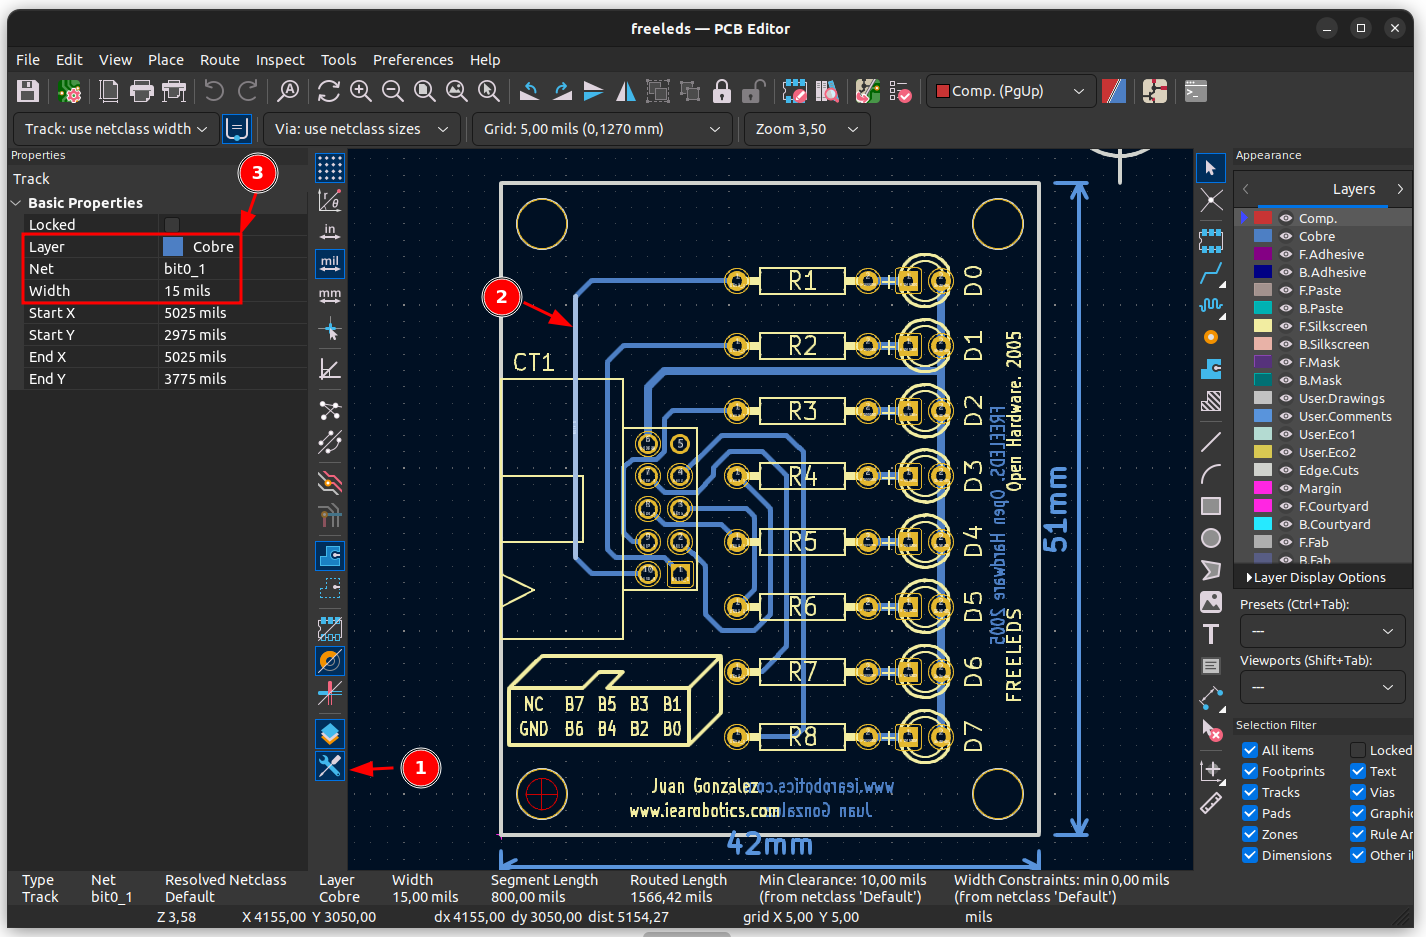 freeleds — PCB Editor
File Edit View Place Route Inspect Tools Preferences Help
Comp. (PgUp)
Track: use netclass width
Via: use netclass sizes
Grid: 5,00 mils (0,1270 mm)
Zoom 3,50
Properties
Track
Basic Properties
Locked
Layer Cobre
Net bit0_1
Width 15 mils
Start X 5025 mils
Start Y 2975 mils
End X 5025 mils
End Y 3775 mils
3
2
1
in
mil
mm
CT1
R1 D0
R2 D1
R3 D2
R4 D3
R5 D4
R6 D5
R7 D6
R8 D7
Open Hardware. 2005
FREELEDS. Open Hardware 2005
FREELEDS
51mm
42mm
NC B7 B5 B3 B1
GND B6 B4 B2 B0
Juan Gonzalez
www.iearobotics.com
www.iearobotics.com
Juan Gonzalez
Appearance
Layers
Comp.
Cobre
F.Adhesive
B.Adhesive
F.Paste
B.Paste
F.Silkscreen
B.Silkscreen
F.Mask
B.Mask
User.Drawings
User.Comments
User.Eco1
User.Eco2
Edge.Cuts
Margin
F.Courtyard
B.Courtyard
F.Fab
B.Fab
Layer Display Options
Presets (Ctrl+Tab):
---
Viewports (Shift+Tab):
---
Selection Filter
All items Locked
Footprints Text
Tracks Vias
Pads Graphic
Zones Rule Ar
Dimensions Other it
Type Net Resolved Netclass Layer Width Segment Length Routed Length Min Clearance: 10,00 mils Width Constraints: min 0,00 mils
Track bit0_1 Default Cobre 15,00 mils 800,00 mils 1566,42 mils (from netclass 'Default') (from netclass 'Default')
Z 3,58 X 4155,00 Y 3050,00 dx 4155,00 dy 3050,00 dist 5154,27 grid X 5,00 Y 5,00 mils